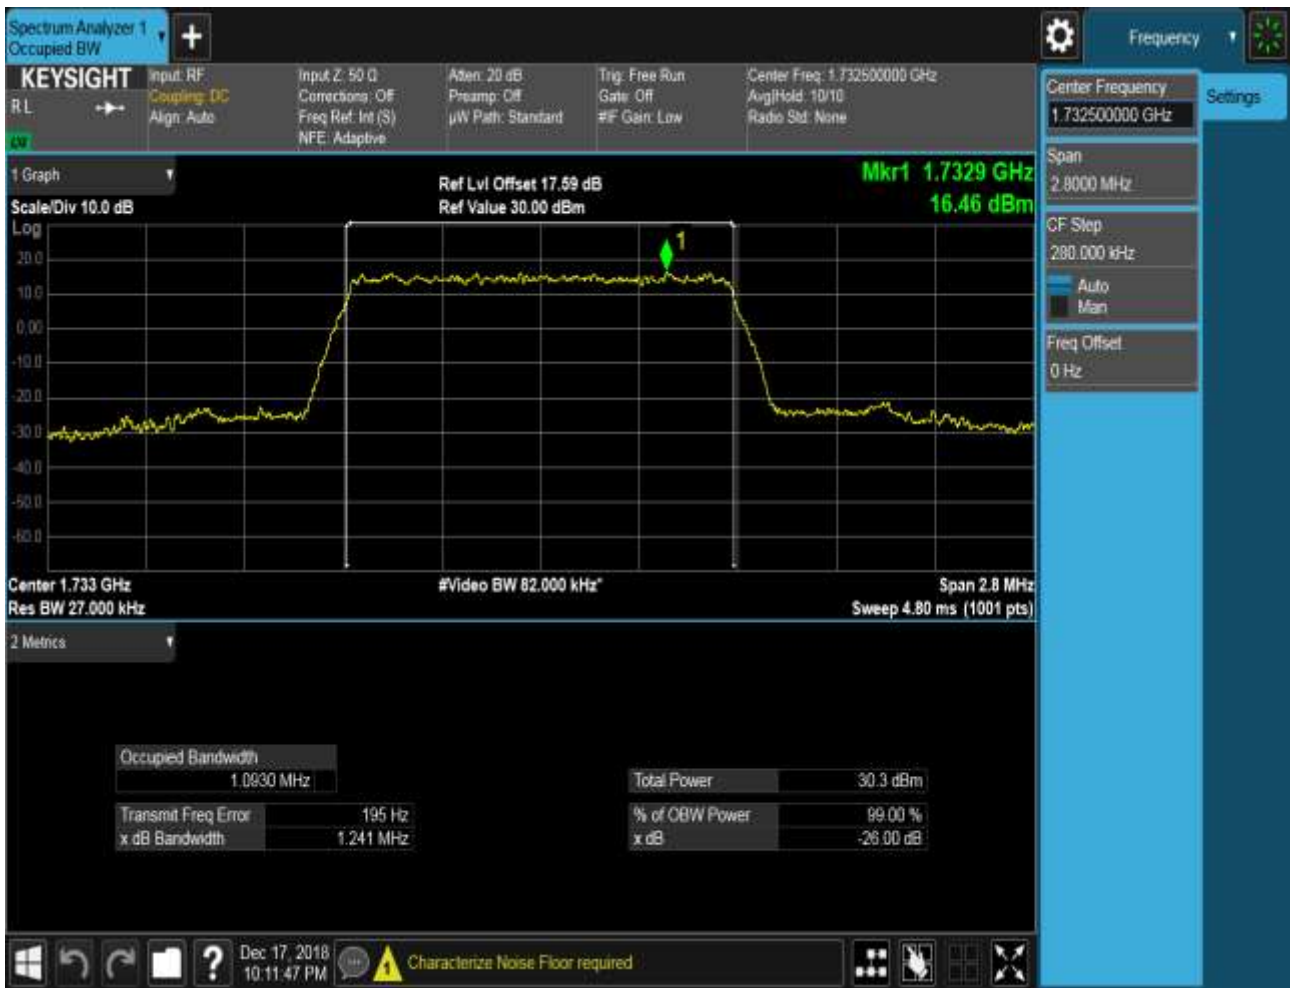 Spectrum Analyzer 1
Occupied BW
Frequency
KEYSIGHT
R L
Input: RF
Coupling: DC
Align: Auto
Input Z: 50 Ω
Corrections: Off
Freq Ref: Int (S)
NFE: Adaptive
Atten: 20 dB
Preamp: Off
µW Path: Standard
Trig: Free Run
Gate: Off
#IF Gain: Low
Center Freq: 1.732500000 GHz
Avg|Hold: 10/10
Radio Std: None
Center Frequency
1.732500000 GHz
Settings
Span
2.8000 MHz
CF Step
280.000 kHz
Auto
Man
Freq Offset
0 Hz
1 Graph
Scale/Div 10.0 dB
Ref Lvl Offset 17.59 dB
Ref Value 30.00 dBm
Mkr1 1.7329 GHz
16.46 dBm
Log
1
20.0
10.0
0.00
-10.0
-20.0
-30.0
-40.0
-50.0
-60.0
Center 1.733 GHz
#Video BW 82.000 kHz*
Span 2.8 MHz
Res BW 27.000 kHz
Sweep 4.80 ms (1001 pts)
2 Metrics
Occupied Bandwidth
1.0930 MHz
Total Power 30.3 dBm
Transmit Freq Error 195 Hz
% of OBW Power 99.00 %
x dB Bandwidth 1.241 MHz
x dB -26.00 dB
?
Dec 17, 2018
10:11:47 PM
1
Characterize Noise Floor required